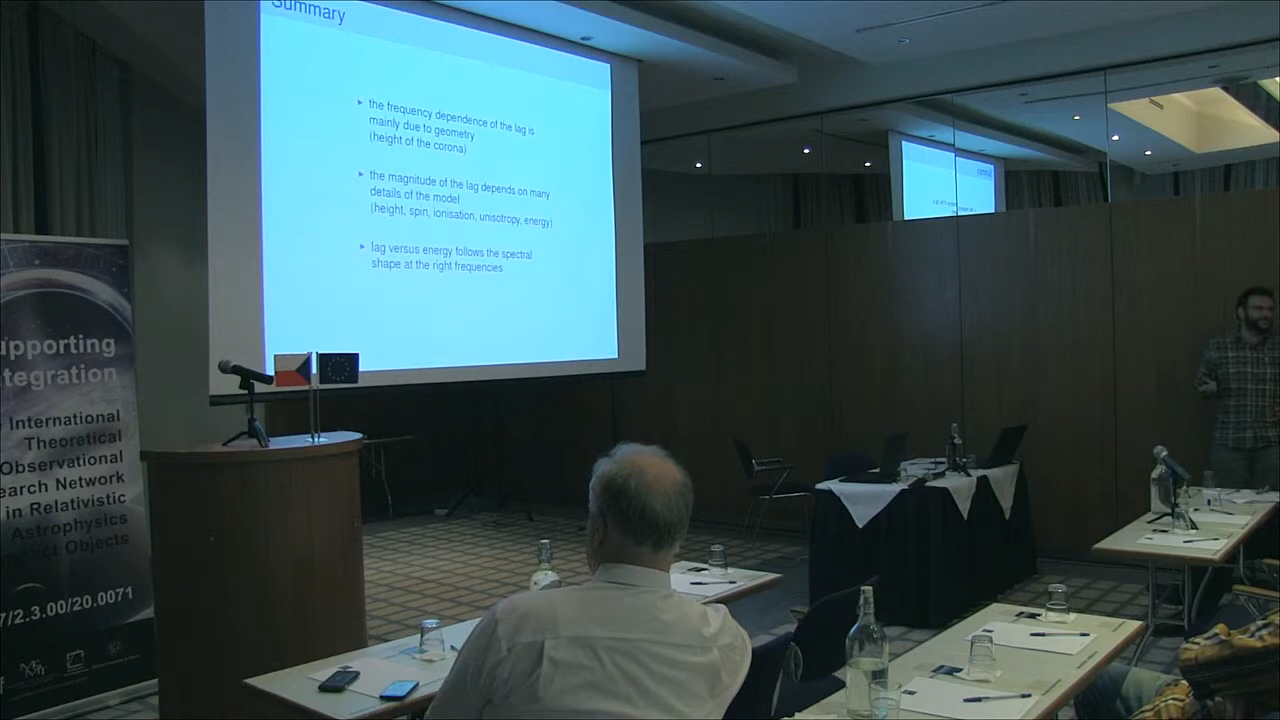 Summary
the frequency dependence of the lag is
mainly due to geometry
(height of the corona)
the magnitude of the lag depends on many
details of the model
(height, spin, ionisation, unisotropy, energy)
lag versus energy follows the spectral
shape at the right frequencies
upporting
tegration
International
Theoretical
Observational
earch Network
in Relativistic
Astrophysics
ct Objects
7/2.3.00/20.0071